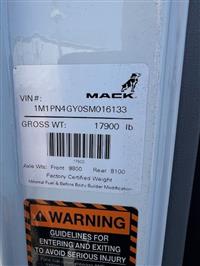 MACK
VIN#:
1M1PN4GY0SM016133
GROSS WT: 17900 lb
17900
Axle Wts: Front 9800 Rear 8100
Factory Certified Weight
Minimal Fuel & Before Body Builder Modification
WARNING
GUIDELINES FOR
ENTERING AND EXITING
TO AVOID SERIOUS INJURY